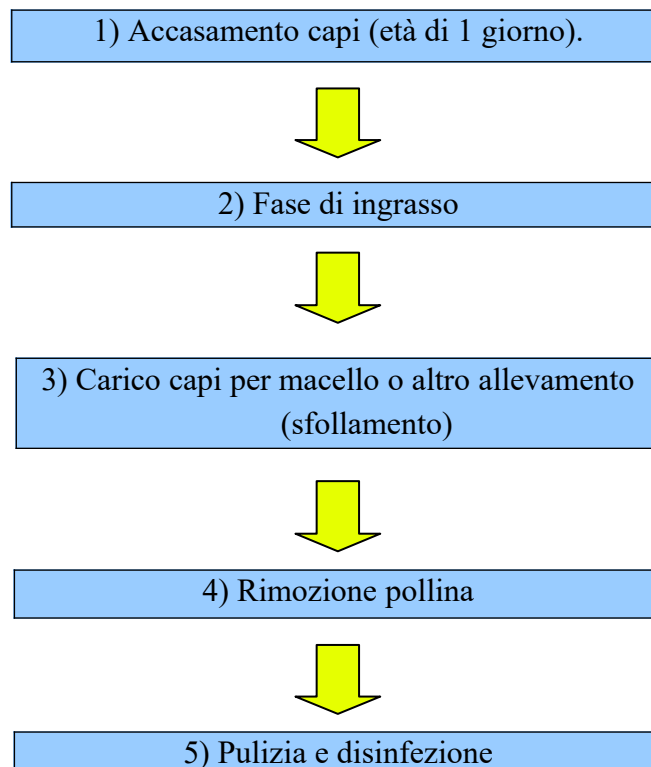 1) Accasamento capi (età di 1 giorno).
2) Fase di ingrasso
3) Carico capi per macello o altro allevamento
(sfollamento)
4) Rimozione pollina
5) Pulizia e disinfezione